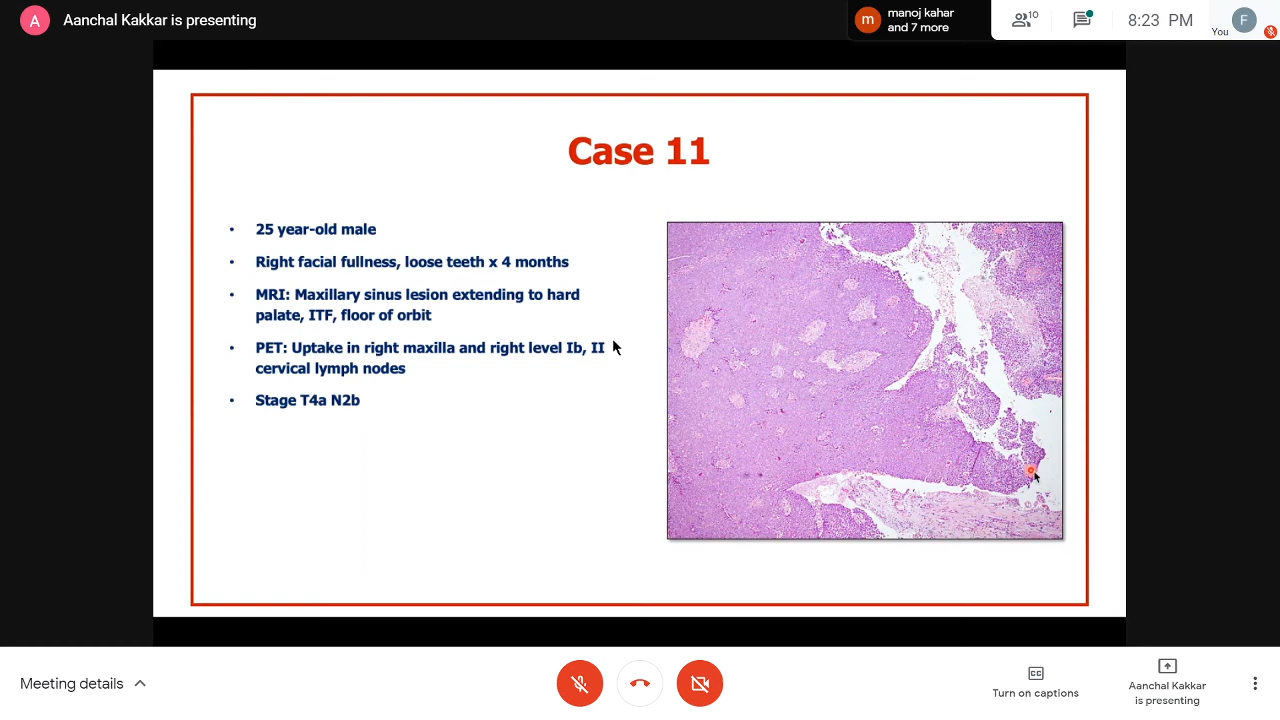 A
Aanchal Kakkar is presenting
m
manoj kahar
and 7 more
10
8:23 PM
You
F
Case 11
• 25 year-old male
• Right facial fullness, loose teeth x 4 months
• MRI: Maxillary sinus lesion extending to hard
palate, ITF, floor of orbit
• PET: Uptake in right maxilla and right level Ib, II
cervical lymph nodes
• Stage T4a N2b
Meeting details
CC
Turn on captions
Aanchal Kakkar
is presenting